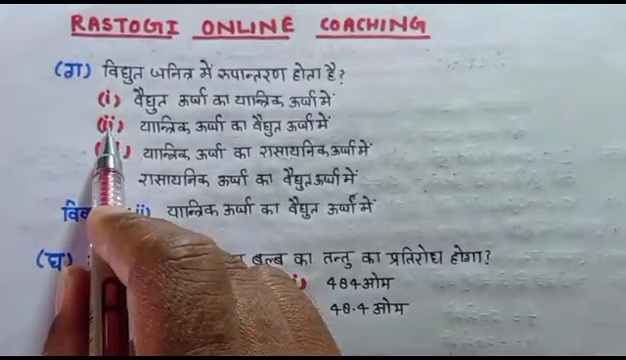 RASTOGI ONLINE COACHING
(ग) विद्युत जनित्र में रूपान्तरण होता है?
(i) वैद्युत ऊर्जा का यान्त्रिक ऊर्जा में
(ii) यान्त्रिक ऊर्जा का वैद्युत ऊर्जा में
यान्त्रिक ऊर्जा का रासायनिक ऊर्जा में
रासायनिक ऊर्जा का वैद्युत ऊर्जा में
ii) यान्त्रिक ऊर्जा का वैद्युत ऊर्जा में
(घ) बल्ब का तन्तु का प्रतिरोध होगा?
484 ओम
48.4 ओम